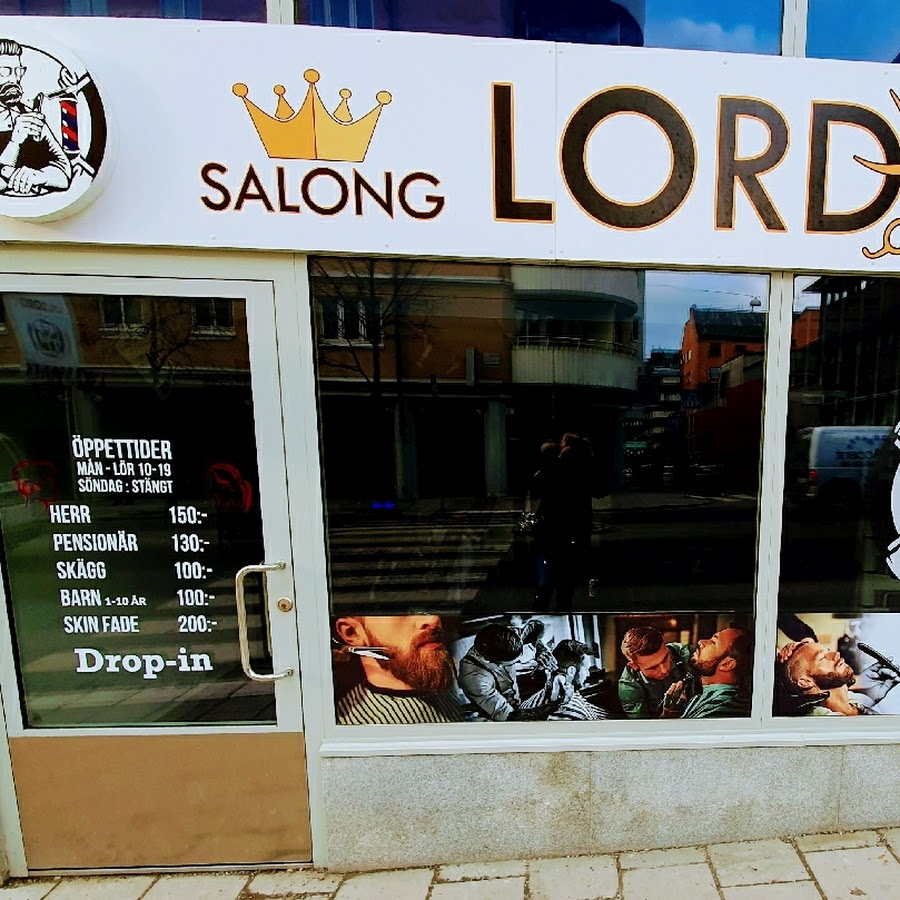 SALONG
LORD
ÖPPETTIDER
MÅN - LÖR 10-19
SÖNDAG : STÄNGT
HERR 150:-
PENSIONÄR 130:-
SKÄGG 100:-
BARN 1-10 ÅR 100:-
SKIN FADE 200:-
Drop-in